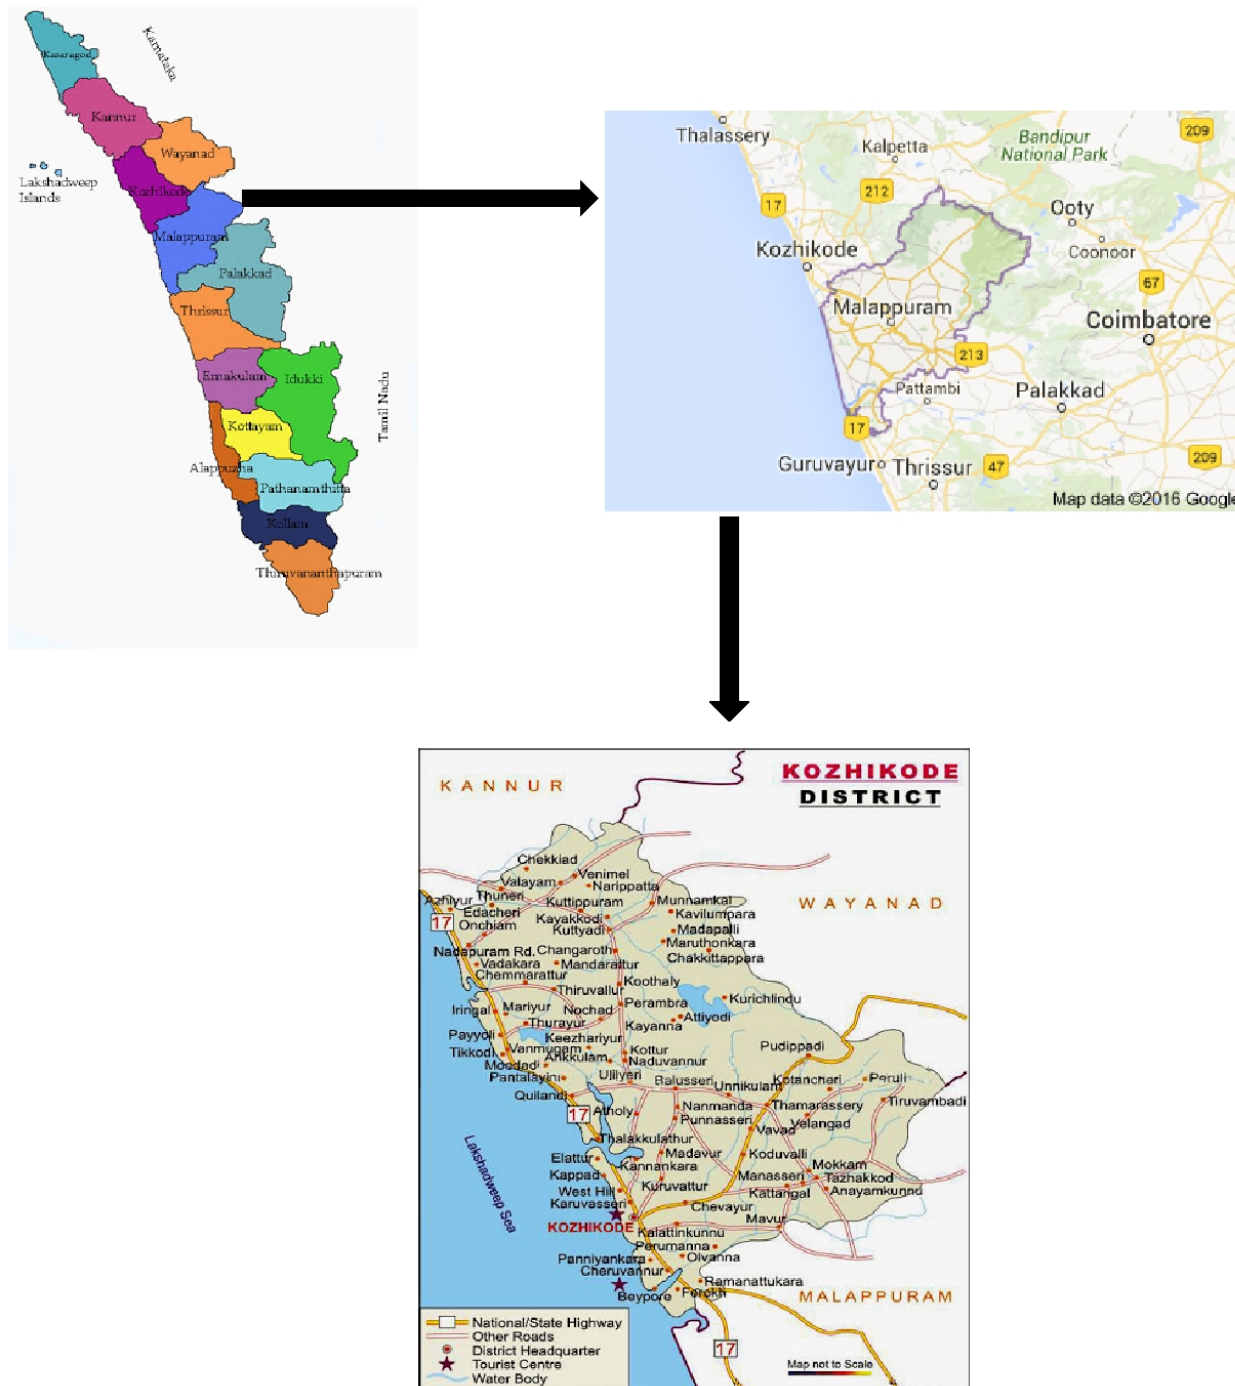 Karnataka
Kasaragod
Kannur
Wayanad
Lakshadweep
Islands
Kozhikode
Malappuram
Palakkad
Thrissur
Ernakulam
Idukki
Tamil Nadu
Kottayam
Alappuzha
Pathanamthitta
Kollam
Thiruvananthapuram
Thalassery
Kalpetta
Bandipur
National Park
209
17
212
Ooty
Kozhikode
Coonoor
67
Malappuram
Coimbatore
213
Pattambi
Palakkad
17
Guruvayur
Thrissur
47
209
Map data ©2016 Google
KOZHIKODE
DISTRICT
KANNUR
Chekkiad
Venimel
Valayam
Narippatta
Thuneri
Azhiyur
Edacheri
Kuttippuram
Munnamkal
WAYANAD
17
Onchiam
Kayakkodi
Kavilumpara
Kuttyadi
Madapalli
Nadapuram Rd.
Changaroth
Maruthonkara
Vadakara
Mandarattur
Chakkittappara
Chemmarattur
Koothaly
Thiruvallur
Kurichlindu
Iringal
Mariyur
Nochad
Perambra
Attiyodi
Thurayur
Kayanna
Payyoli
Keezhariyur
Pudippadi
Tikkodi
Vanmugam
Arikkulam
Kottur
Moodadi
Naduvannur
Pantalayini
Ulliyeri
Balusseri
Unnikulam
Kotancheri
Peruli
Quilandi
Tiruvambadi
17
Atholy
Nanmanda
Thamarassery
Punnasseri
Velangad
Vavad
Thalakkulathur
Elattur
Kannankara
Madavur
Koduvalli
Kappad
Manasseri
Mokkam
Kuruvattur
Tazhakkod
West Hill
Kattangal
Anayamkunnu
Karuvasseri
Chevayur
Lakshadweep Sea
KOZHIKODE
Mavur
Kalattinkunnu
Perumanna
Panniyankara
Olvanna
Cheruvannur
Ramanattukara
Beypore
Ferokh
MALAPPURAM
National/State Highway
Other Roads
District Headquarter
Tourist Centre
Water Body
17
Map not to Scale